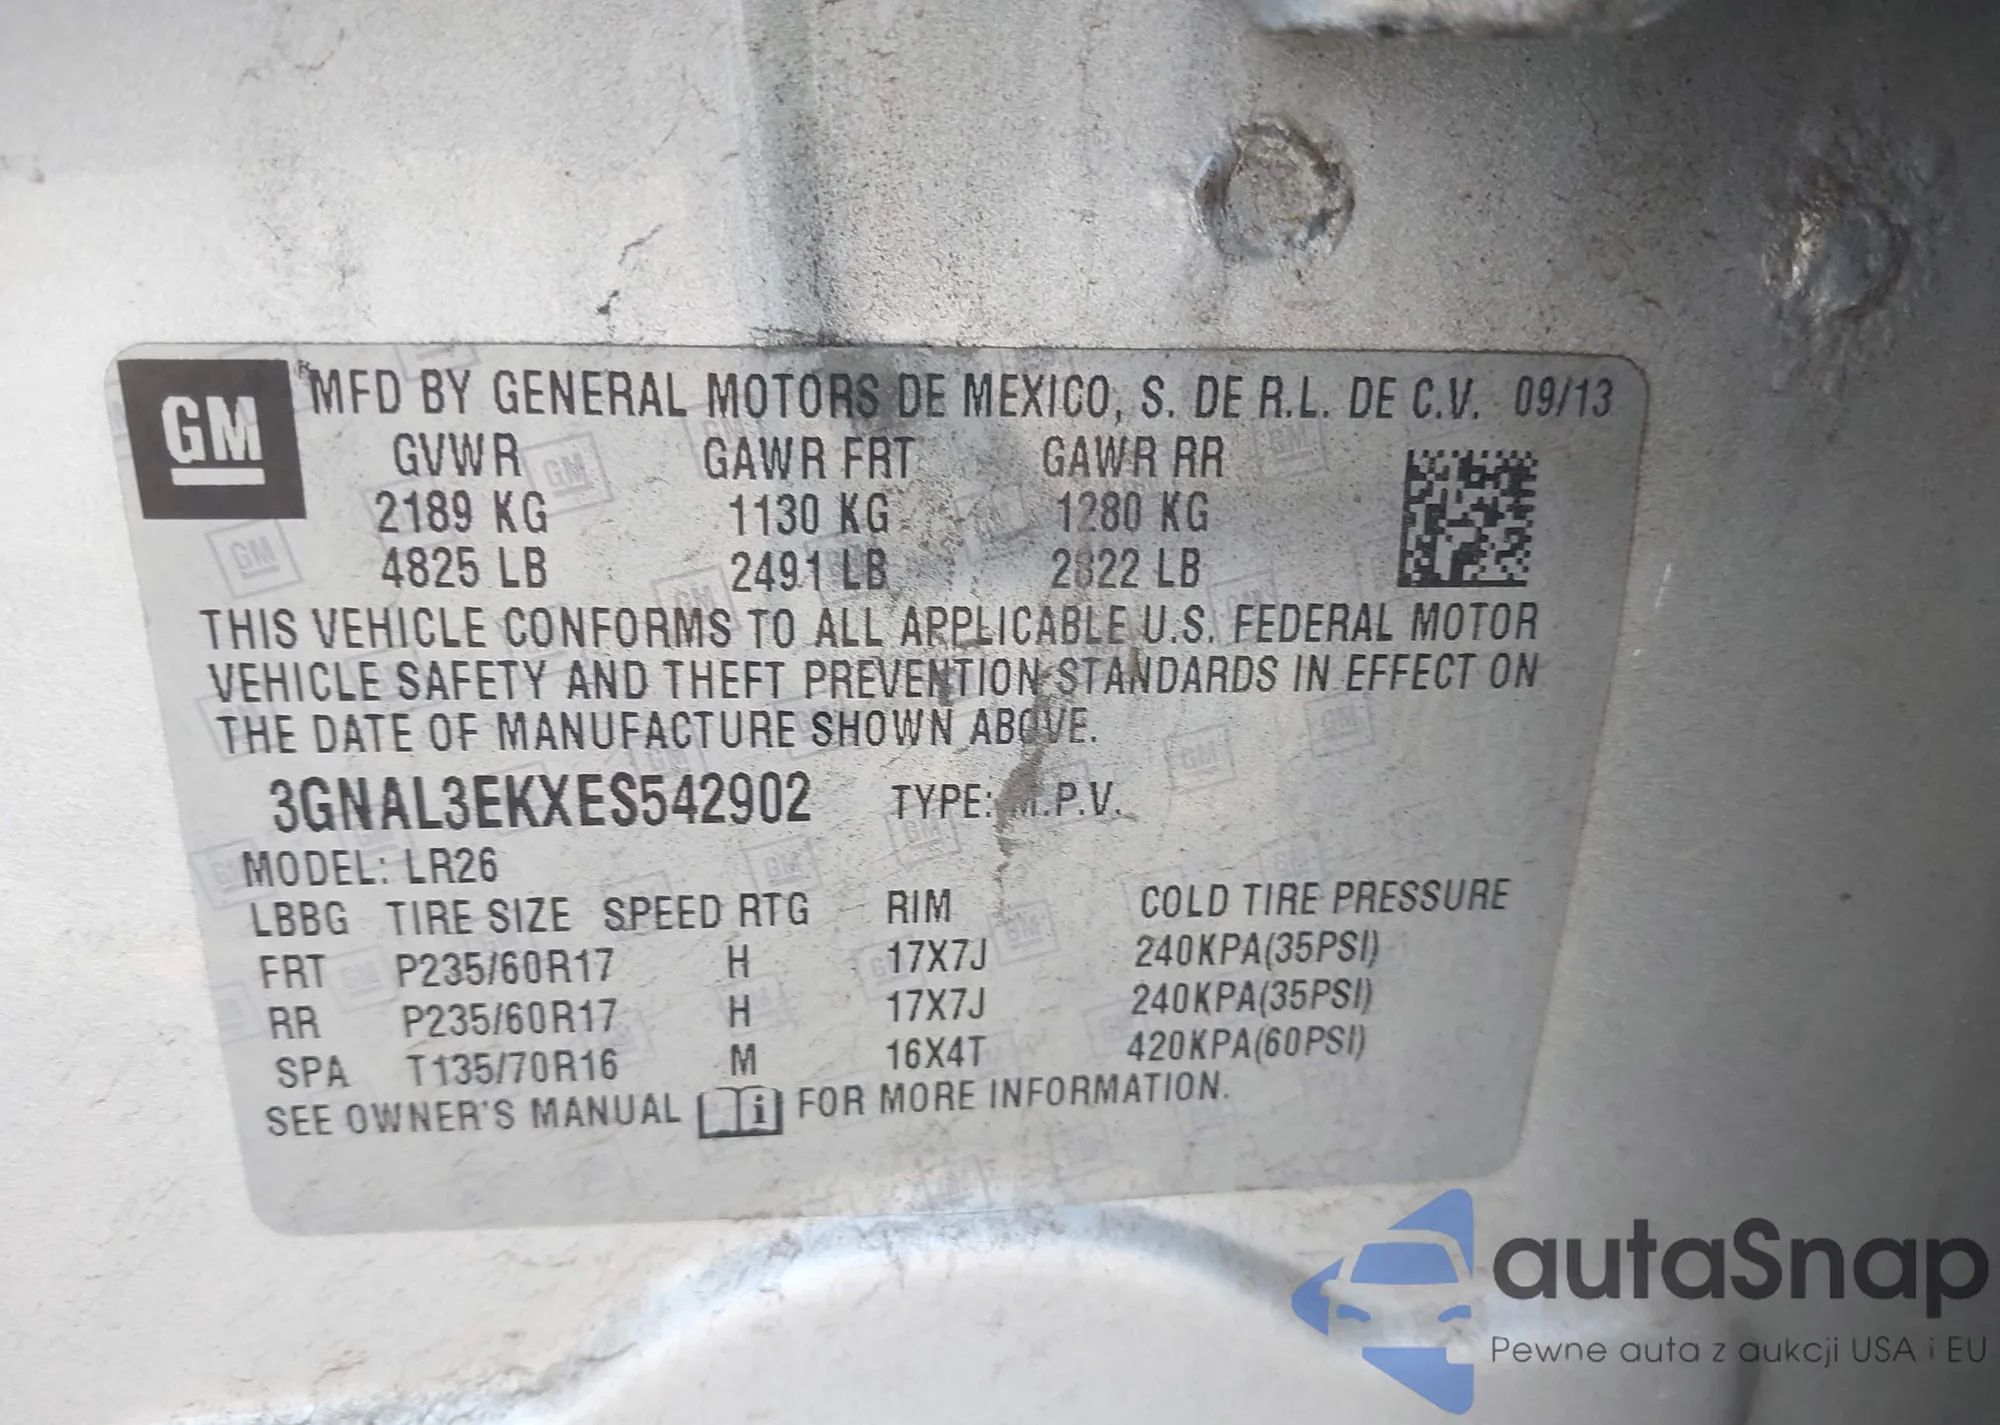 GM
MFD BY GENERAL MOTORS DE MEXICO, S. DE R.L. DE C.V. 09/13
GVWR GAWR FRT GAWR RR
2189 KG 1130 KG 1280 KG
4825 LB 2491 LB 2822 LB
THIS VEHICLE CONFORMS TO ALL APPLICABLE U.S. FEDERAL MOTOR
VEHICLE SAFETY AND THEFT PREVENTION STANDARDS IN EFFECT ON
THE DATE OF MANUFACTURE SHOWN ABOVE.
3GNAL3EKXES542902 TYPE: M.P.V.
MODEL: LR26
LBBG TIRE SIZE SPEED RTG RIM COLD TIRE PRESSURE
FRT P235/60R17 H 17X7J 240KPA(35PSI)
RR P235/60R17 H 17X7J 240KPA(35PSI)
SPA T135/70R16 M 16X4T 420KPA(60PSI)
SEE OWNER'S MANUAL i FOR MORE INFORMATION.
autaSnap
Pewne auta z aukcji USA i EU